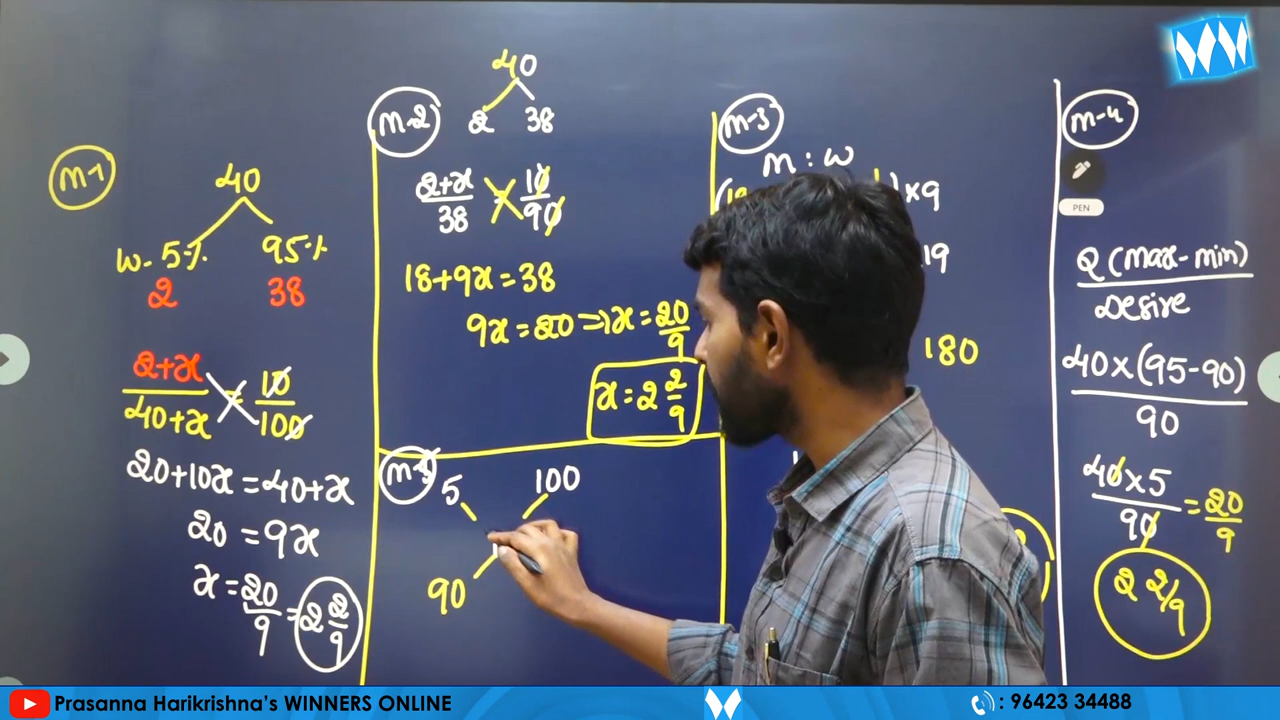 M-1
40
W-5% 95%
2 38
2+x/40+x = 10/100
20+10x=40+x
20=9x
x=20/9=2 2/9
M-2
40
2 38
2+x/38 = 10/90
18+9x=38
9x=20⇒x=20/9
x=2 2/9
5 100
90
M-3
M:W
)×9
19
180
M-4
PEN
Q(max-min)/Desire
40×(95-90)/90
40×5/90=20/9
2 2/9
Prasanna Harikrishna's WINNERS ONLINE
: 96423 34488